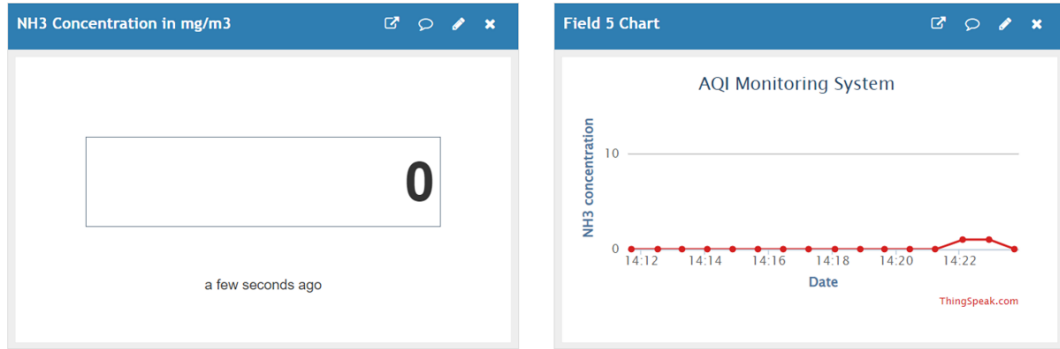 NH3 Concentration in mg/m3
0
a few seconds ago
Field 5 Chart
AQI Monitoring System
NH3 concentration
10
0
14:12 14:14 14:16 14:18 14:20 14:22
Date
ThingSpeak.com